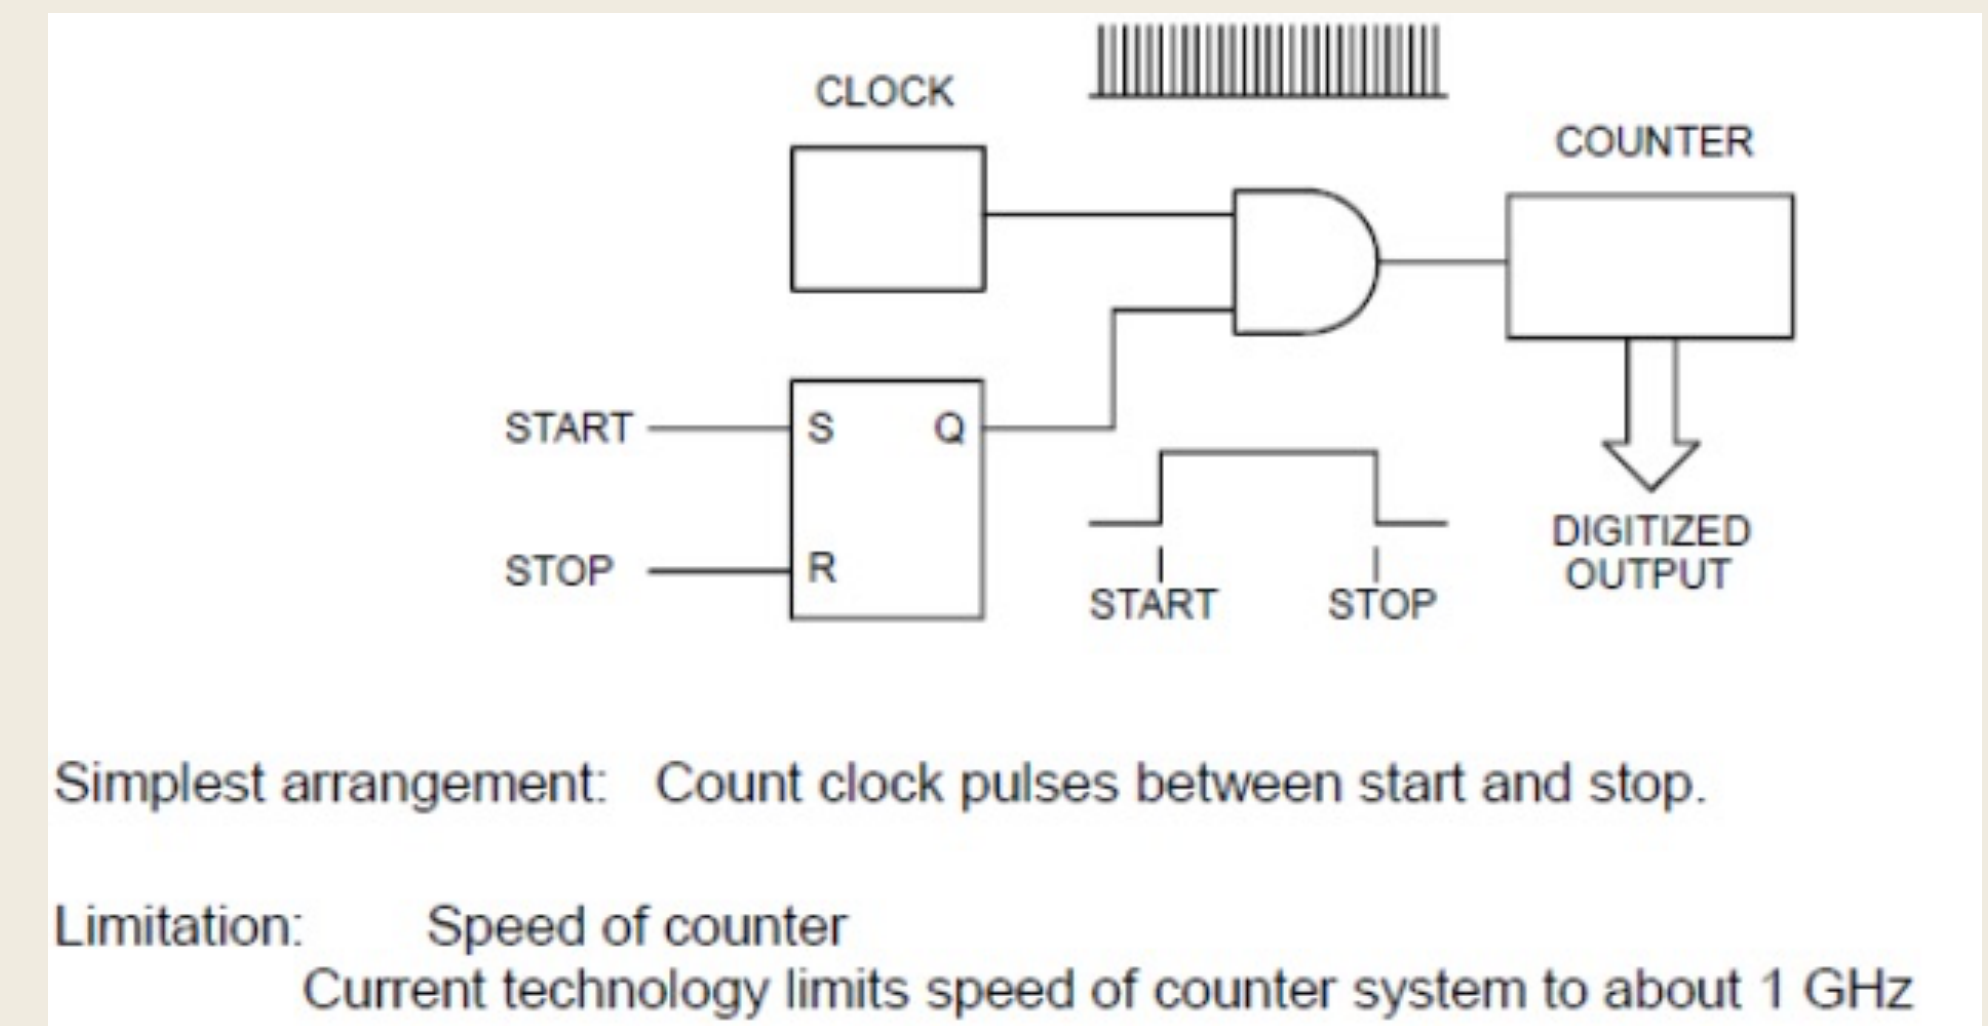 CLOCK
COUNTER
START
S
Q
STOP
R
START
STOP
DIGITIZED
OUTPUT
Simplest arrangement: Count clock pulses between start and stop.
Limitation: Speed of counter
Current technology limits speed of counter system to about 1 GHz